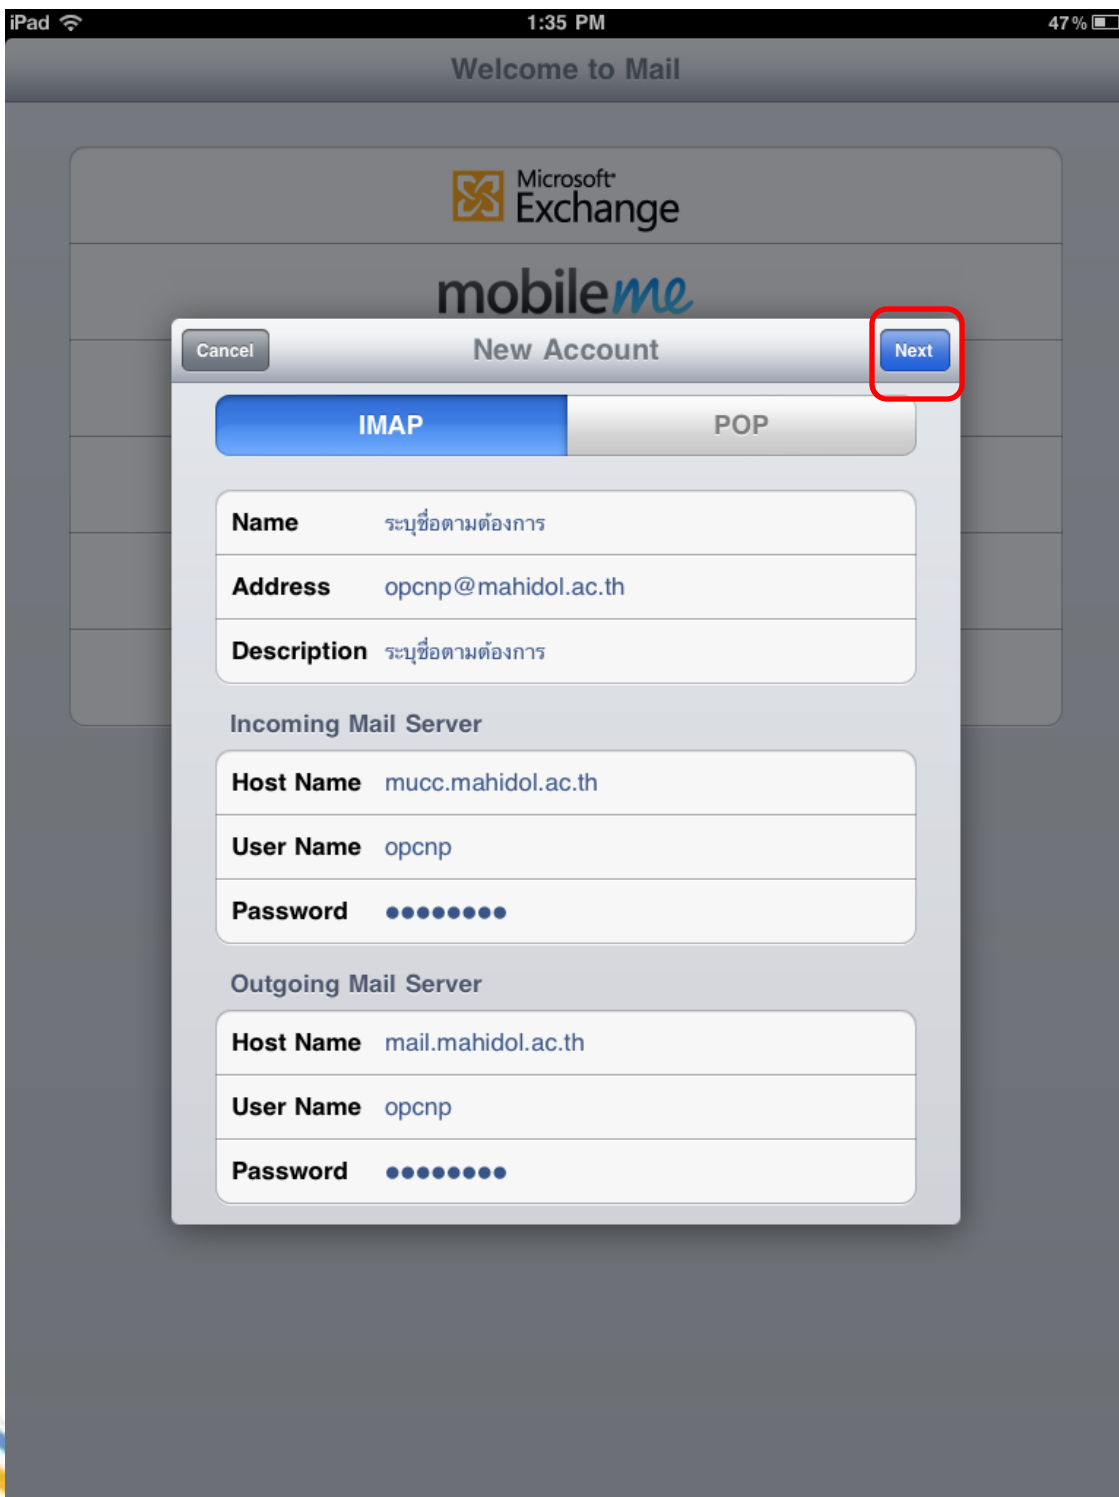 iPad 1:35 PM 47%
Welcome to Mail
Microsoft
Exchange
mobileme
Cancel New Account Next
IMAP POP
Name ระบุชื่อตามต้องการ
Address opcnp@mahidol.ac.th
Description ระบุชื่อตามต้องการ
Incoming Mail Server
Host Name mucc.mahidol.ac.th
User Name opcnp
Password ●●●●●●●●
Outgoing Mail Server
Host Name mail.mahidol.ac.th
User Name opcnp
Password ●●●●●●●●